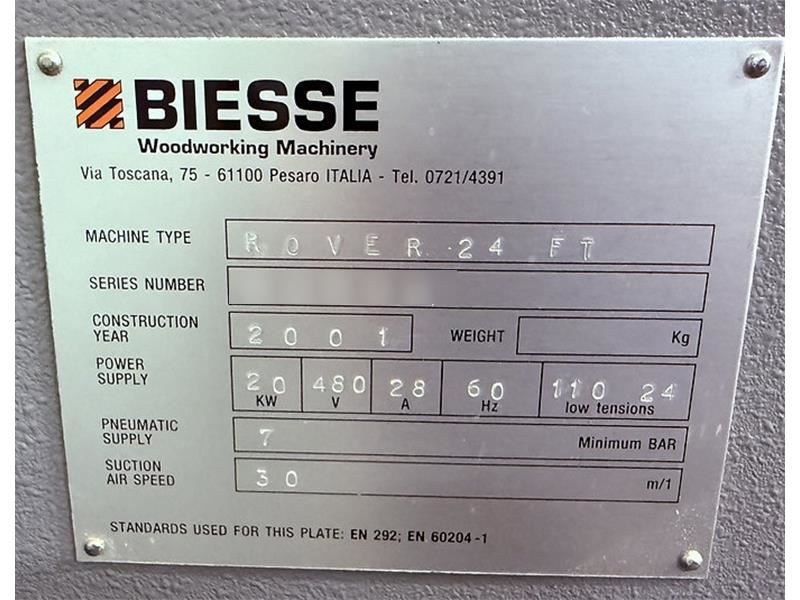 BIESSE
Woodworking Machinery
Via Toscana, 75 - 61100 Pesaro ITALIA - Tel. 0721/4391
MACHINE TYPE ROVER 24 FT
SERIES NUMBER
CONSTRUCTION YEAR 2001 WEIGHT Kg
POWER SUPPLY 20 KW 480 V 28 A 60 Hz 110 24 low tensions
PNEUMATIC SUPPLY 7 Minimum BAR
SUCTION AIR SPEED 30 m/1
STANDARDS USED FOR THIS PLATE: EN 292; EN 60204-1